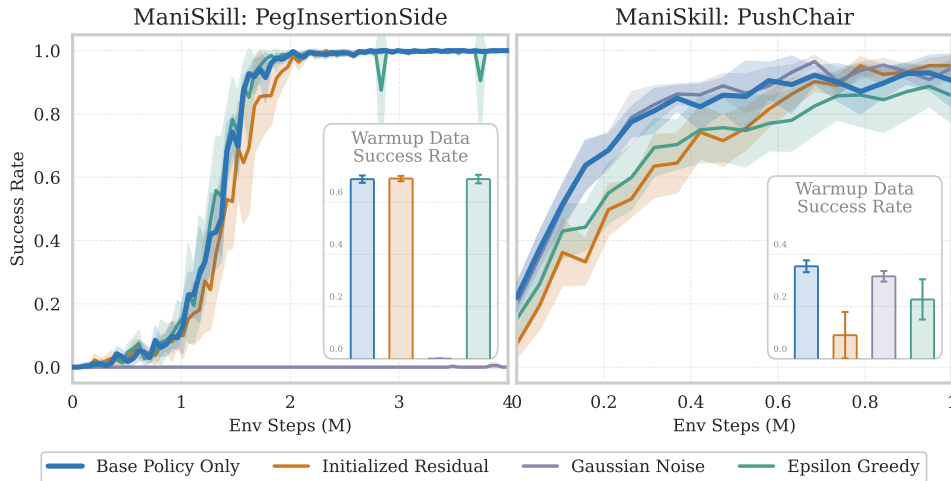 ManiSkill: PegInsertionSide
ManiSkill: PushChair
Success Rate
1.0
0.8
0.6
0.4
0.2
0.0
Warmup Data
Success Rate
0.6
0.4
0.2
0.0
Warmup Data
Success Rate
0.4
0.2
0.0
0 1 2 3 4
0 0.2 0.4 0.6 0.8 1
Env Steps (M)
Env Steps (M)
Base Policy Only
Initialized Residual
Gaussian Noise
Epsilon Greedy